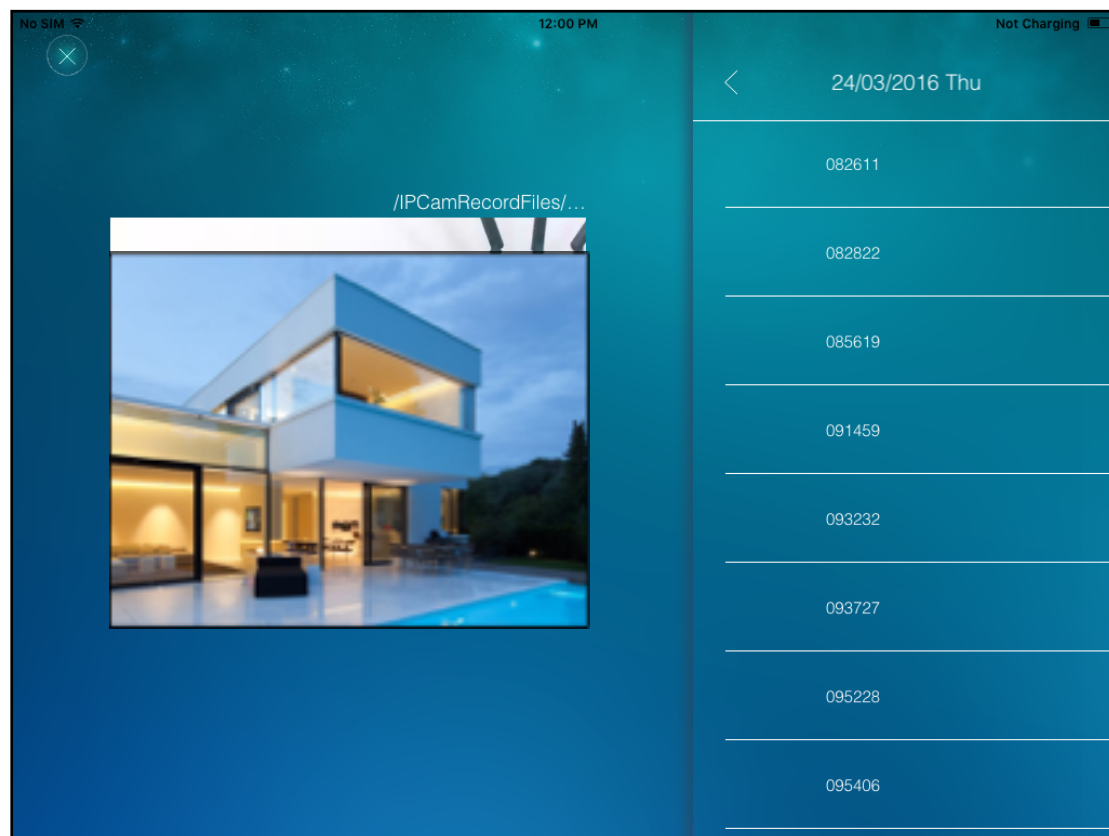 No SIM
12:00 PM
Not Charging
24/03/2016 Thu
/IPCamRecordFiles/...
082611
082822
085619
091459
093232
093727
095228
095406